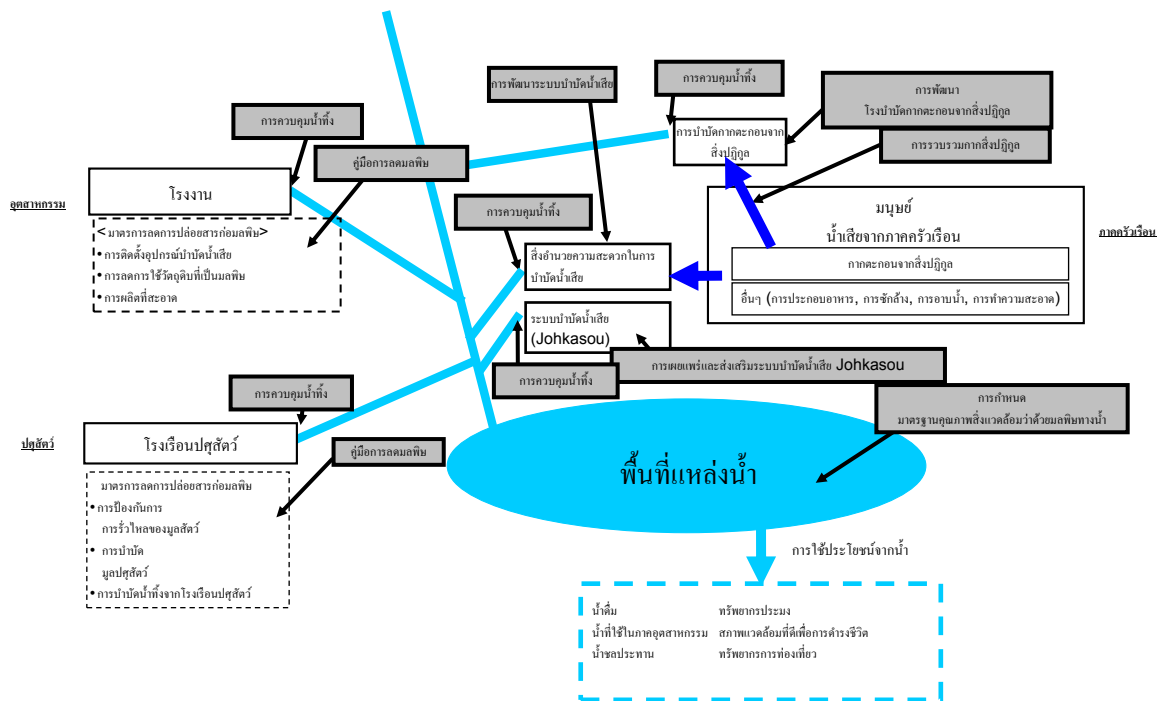 การควบคุมน้ำทิ้ง
การพัฒนาระบบบำบัดน้ำเสีย
การพัฒนา
โรงบำบัดกากตะกอนจากสิ่งปฏิกูล
การควบคุมน้ำทิ้ง
การบำบัดกากตะกอนจาก
สิ่งปฏิกูล
การรวบรวมกากสิ่งปฏิกูล
คู่มือการลดมลพิษ
อุตสาหกรรม
โรงงาน
<มาตรการลดการปล่อยสารก่อมลพิษ>
•การติดตั้งอุปกรณ์บำบัดน้ำเสีย
•การลดการใช้วัตถุดิบที่เป็นมลพิษ
•การผลิตที่สะอาด
การควบคุมน้ำทิ้ง
มนุษย์
น้ำเสียจากภาคครัวเรือน
ภาคครัวเรือน
กากตะกอนจากสิ่งปฏิกูล
อื่นๆ (การประกอบอาหาร, การซักล้าง, การอาบน้ำ, การทำความสะอาด)
สิ่งอำนวยความสะดวกในการ
บำบัดน้ำเสีย
ระบบบำบัดน้ำเสีย
(Johkasou)
การเผยแพร่และส่งเสริมระบบบำบัดน้ำเสีย Johkasou
การควบคุมน้ำทิ้ง
การควบคุมน้ำทิ้ง
การกำหนด
มาตรฐานคุณภาพสิ่งแวดล้อมว่าด้วยมลพิษทางน้ำ
ปศุสัตว์
โรงเรือนปศุสัตว์
คู่มือการลดมลพิษ
มาตรการลดการปล่อยสารก่อมลพิษ
•การป้องกันการ
การรั่วไหลของมูลสัตว์
• การบำบัด
มูลปศุสัตว์
•การบำบัดน้ำทิ้งจากโรงเรือนปศุสัตว์
พื้นที่แหล่งน้ำ
การใช้ประโยชน์จากน้ำ
น้ำดื่ม ทรัพยากรประมง
น้ำที่ใช้ในภาคอุตสาหกรรม สภาพแวดล้อมที่ดีเพื่อการดำรงชีวิต
น้ำชลประทาน ทรัพยากรการท่องเที่ยว